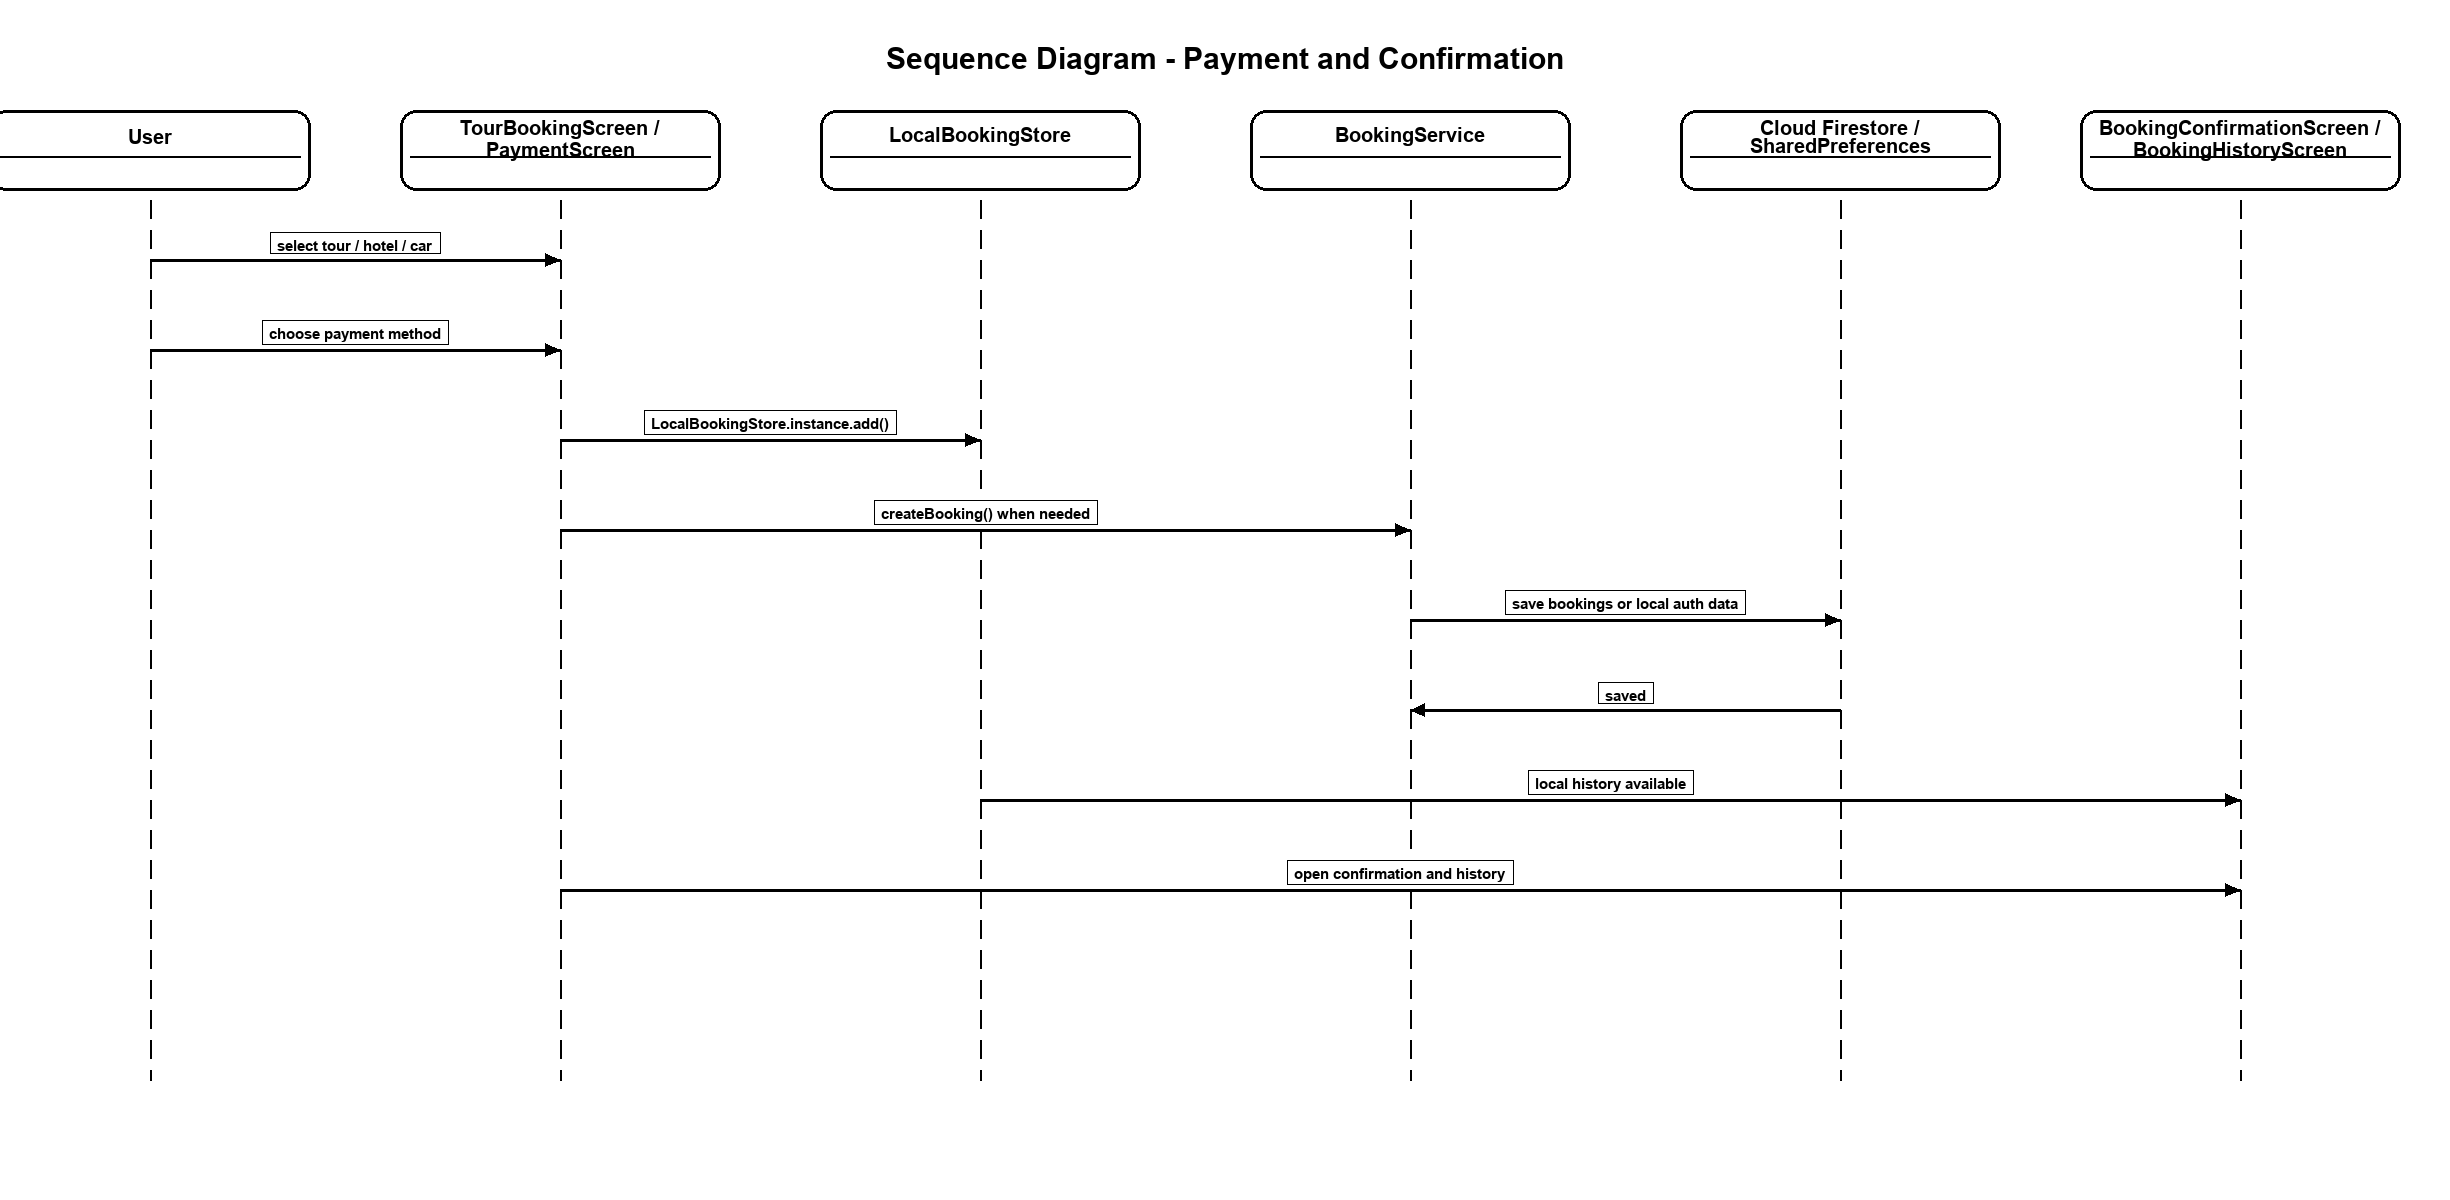 Sequence Diagram - Payment and Confirmation
User
TourBookingScreen /
PaymentScreen
LocalBookingStore
BookingService
Cloud Firestore /
SharedPreferences
BookingConfirmationScreen /
BookingHistoryScreen
select tour / hotel / car
choose payment method
LocalBookingStore.instance.add()
createBooking() when needed
save bookings or local auth data
saved
local history available
open confirmation and history